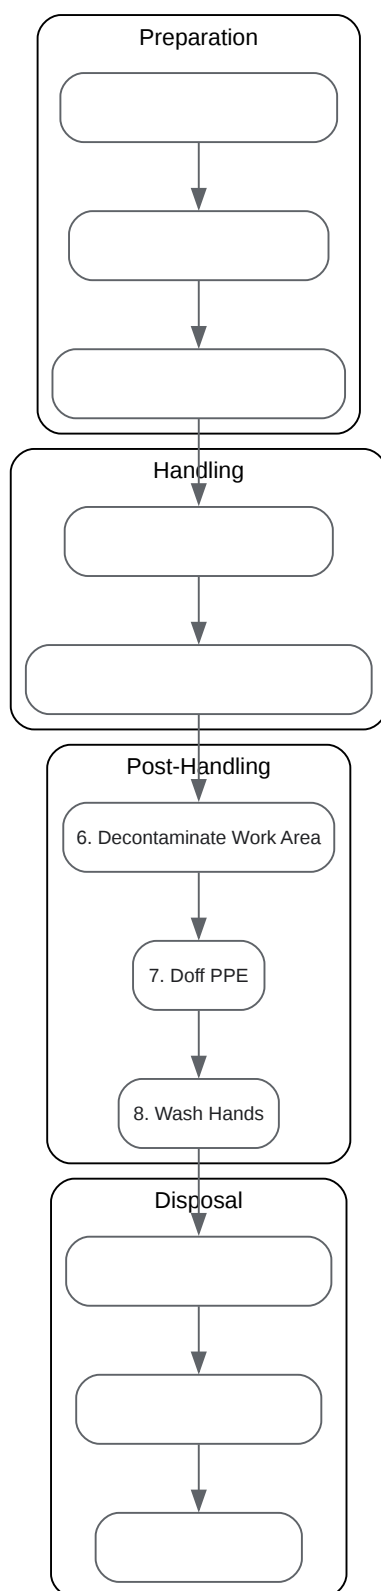 Preparation
Handling
Post-Handling
6. Decontaminate Work Area
7. Doff PPE
8. Wash Hands
Disposal